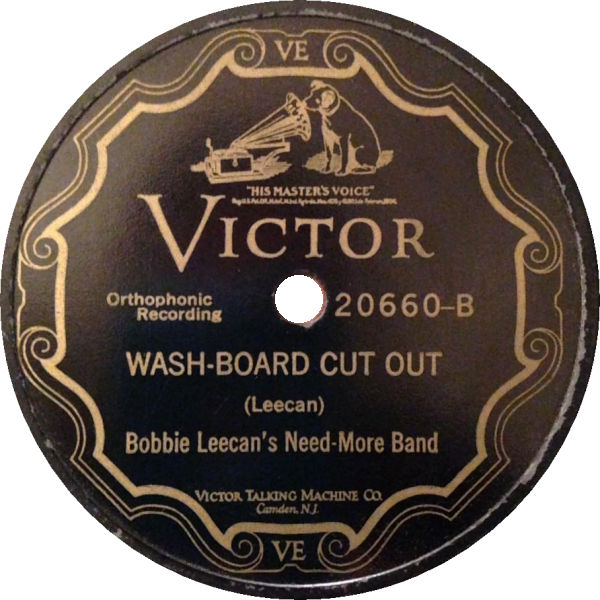 VE
"HIS MASTER'S VOICE"
VICTOR
Orthophonic
Recording
20660-B
WASH-BOARD CUT OUT
(Leecan)
Bobbie Leecan's Need-More Band
VICTOR TALKING MACHINE CO.
Camden, N.J.
VE